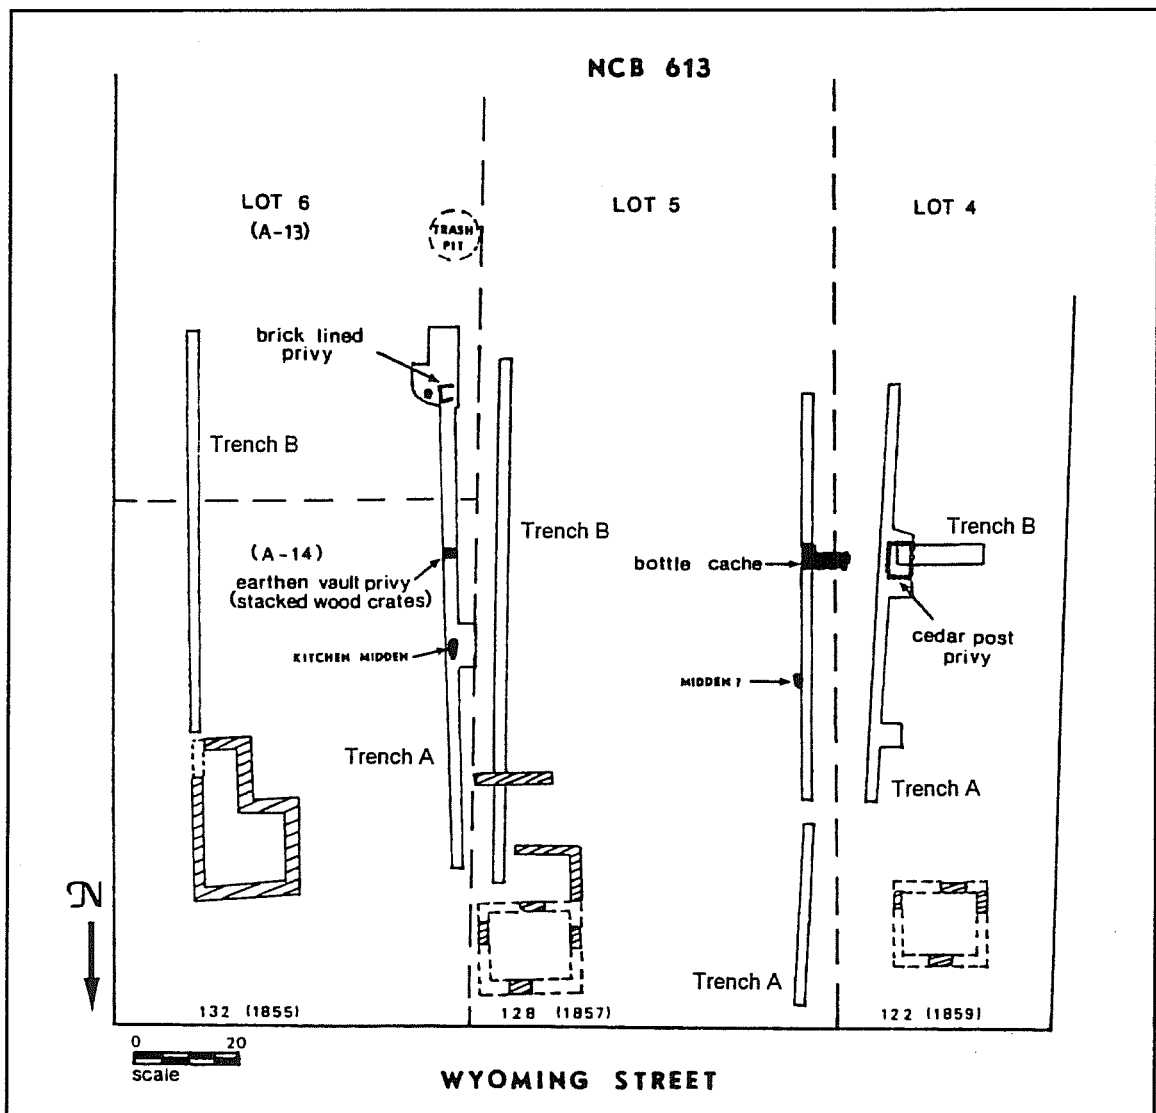 NCB 613
LOT 6
(A-13)
LOT 5
LOT 4
TRASH
PIT
brick lined
privy
Trench B
Trench B
Trench B
(A-14)
earthen vault privy
(stacked wood crates)
bottle cache
cedar post
privy
KITCHEN MIDDEN
MIDDEN ?
Trench A
Trench A
Trench A
N
132 (1855)
128 (1857)
122 (1859)
0 20
scale
WYOMING STREET